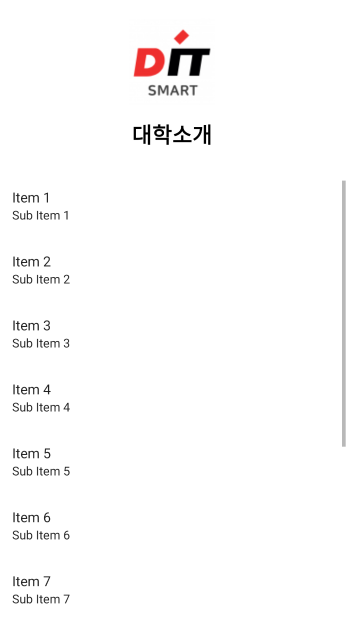 DIT
SMART
대학소개
Item 1
Sub Item 1
Item 2
Sub Item 2
Item 3
Sub Item 3
Item 4
Sub Item 4
Item 5
Sub Item 5
Item 6
Sub Item 6
Item 7
Sub Item 7